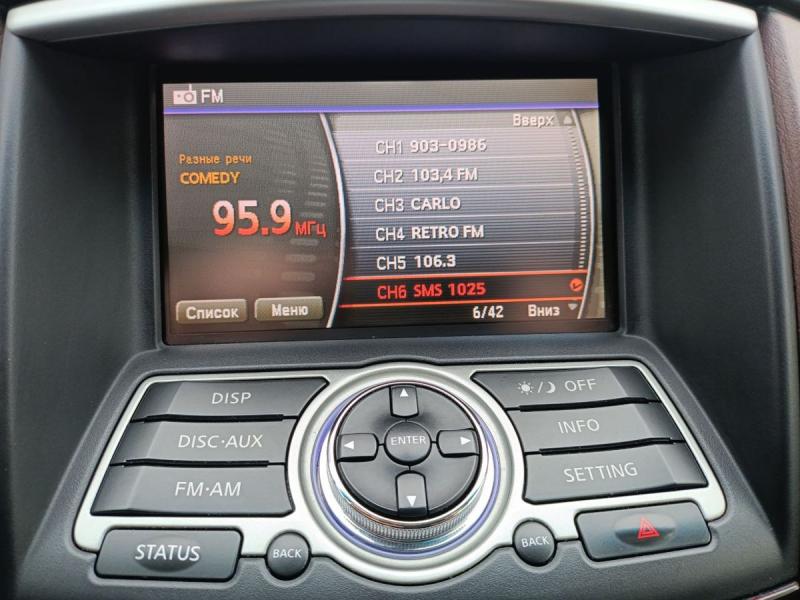 FM
Вверх
Разные речи
COMEDY
95.9 МГц
CH1 903-0986
CH2 103,4 FM
CH3 CARLO
CH4 RETRO FM
CH5 106.3
CH6 SMS 1025
Список
Меню
6/42
Вниз
DISP
DISC·AUX
FM·AM
STATUS
BACK
ENTER
BACK
OFF
INFO
SETTING